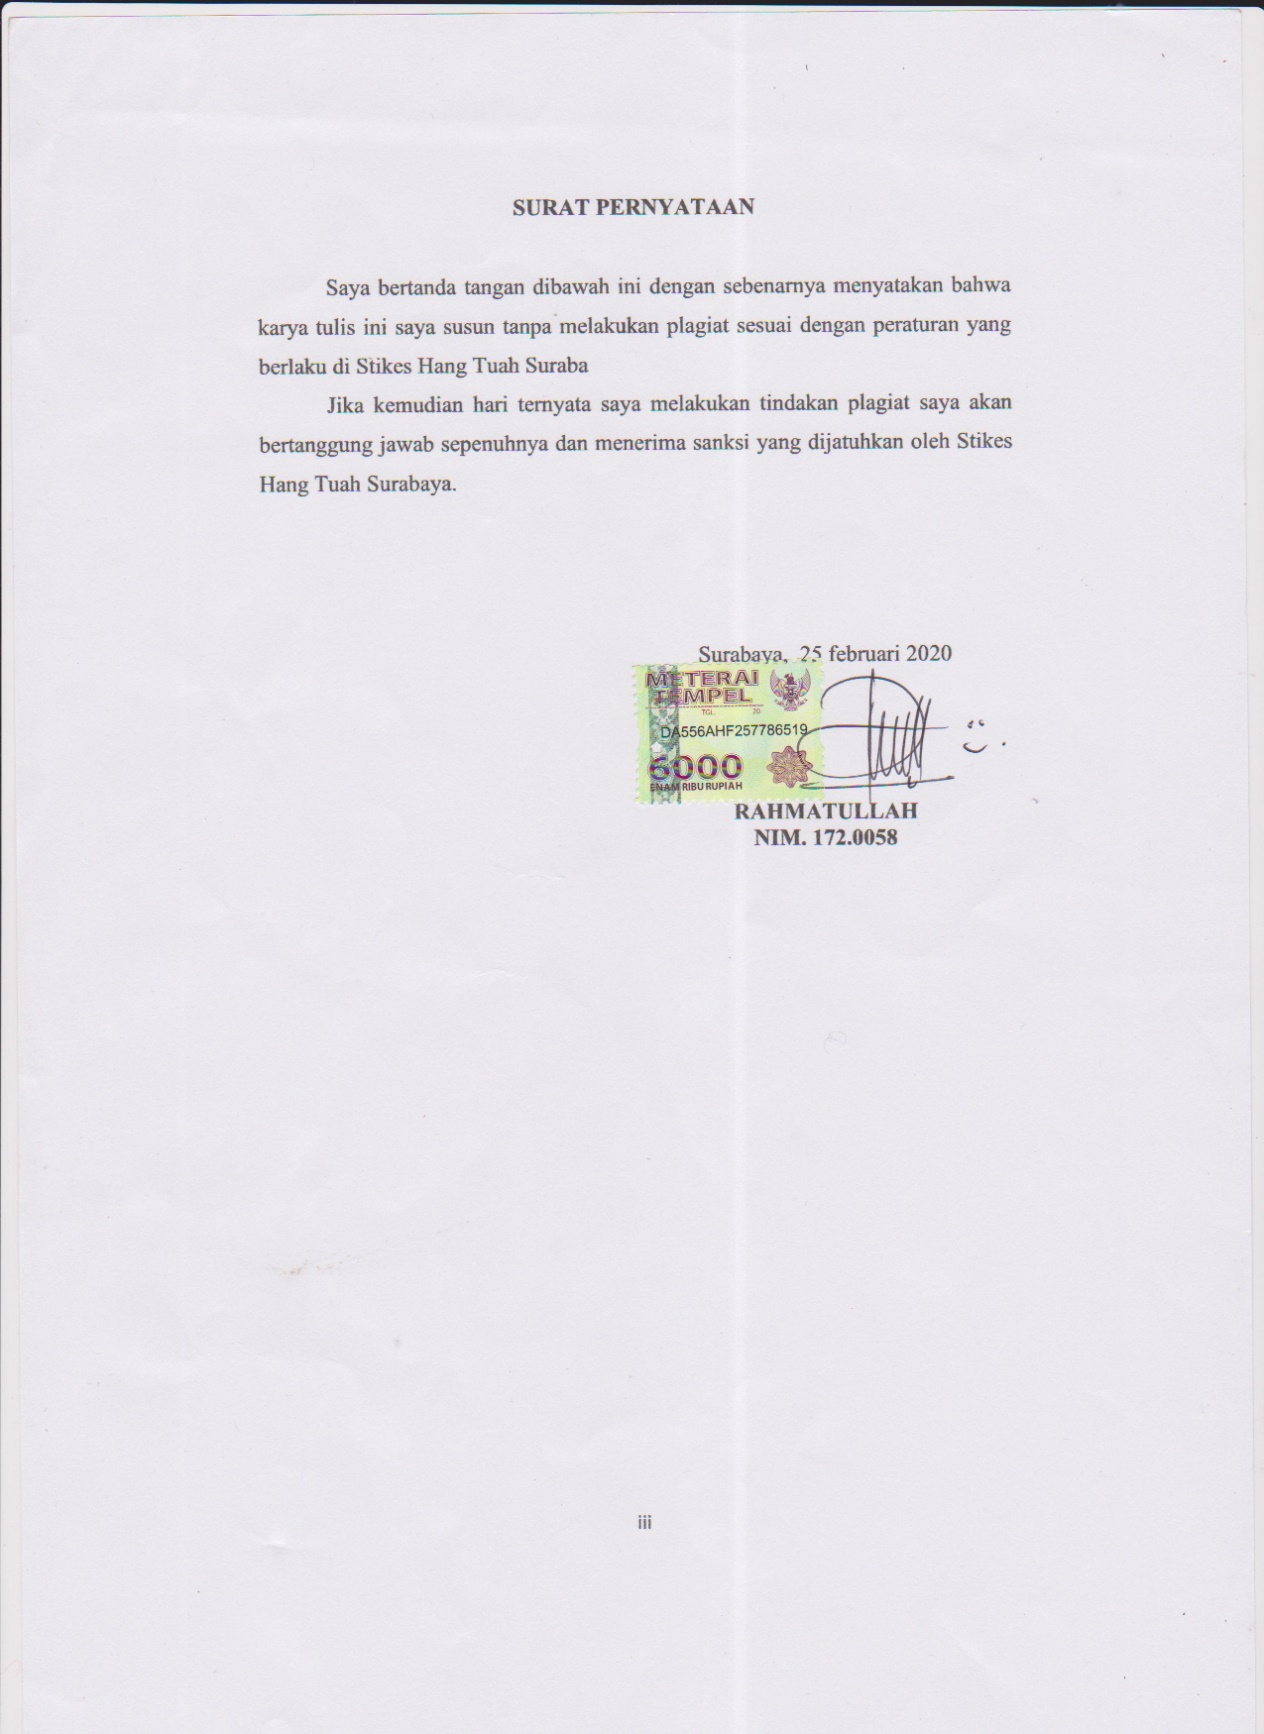 SURAT PERNYATAAN
Saya bertanda tangan dibawah ini dengan sebenarnya menyatakan bahwa
karya tulis ini saya susun tanpa melakukan plagiat sesuai dengan peraturan yang
berlaku di Stikes Hang Tuah Suraba
Jika kemudian hari ternyata saya melakukan tindakan plagiat saya akan
bertanggung jawab sepenuhnya dan menerima sanksi yang dijatuhkan oleh Stikes
Hang Tuah Surabaya.
Surabaya, 25 februari 2020
METERAI
TEMPEL
TGL. 20
DA556AHF257786519
6000
ENAM RIBU RUPIAH
RAHMATULLAH
NIM. 172.0058
iii